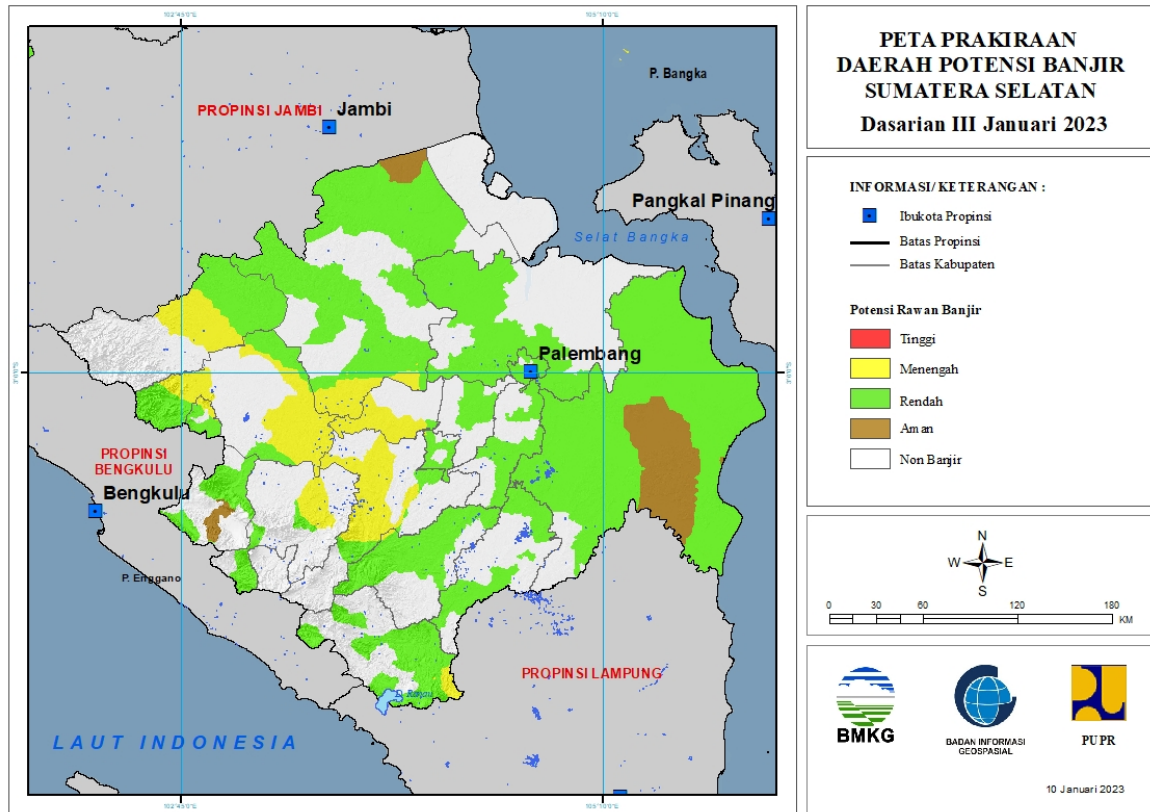 PETA PRAKIRAAN
DAERAH POTENSI BANJIR
SUMATERA SELATAN
Dasarian III Januari 2023
INFORMASI/ KETERANGAN :
Ibukota Propinsi
Batas Propinsi
Batas Kabupaten
Potensi Rawan Banjir
Tinggi
Menengah
Rendah
Aman
Non Banjir
N
W E
S
0 30 60 120 180
KM
BMKG
BADAN INFORMASI
GEOSPASIAL
PUPR
10 Januari 2023
P. Bangka
PROPINSI JAMBI
Jambi
Pangkal Pinang
Selat Bangka
Palembang
PROPINSI
BENGKULU
Bengkulu
P. Enggano
PROPINSI LAMPUNG
D. Ranau
LAUT INDONESIA